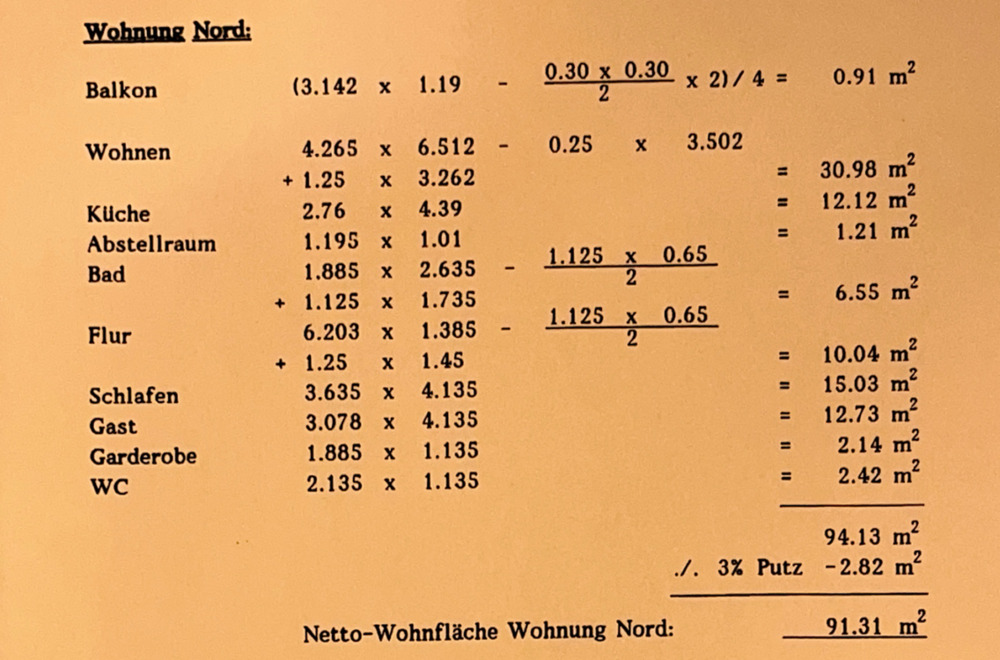 Wohnung Nord:
Balkon (3.142 x 1.19 - 0.30 x 0.30 / 2 x 2) / 4 = 0.91 m²
Wohnen 4.265 x 6.512 - 0.25 x 3.502
+ 1.25 x 3.262 = 30.98 m²
Küche 2.76 x 4.39 = 12.12 m²
Abstellraum 1.195 x 1.01 = 1.21 m²
Bad 1.885 x 2.635 - 1.125 x 0.65 / 2
+ 1.125 x 1.735 = 6.55 m²
Flur 6.203 x 1.385 - 1.125 x 0.65 / 2
+ 1.25 x 1.45 = 10.04 m²
Schlafen 3.635 x 4.135 = 15.03 m²
Gast 3.078 x 4.135 = 12.73 m²
Garderobe 1.885 x 1.135 = 2.14 m²
WC 2.135 x 1.135 = 2.42 m²
94.13 m²
./. 3% Putz -2.82 m²
Netto-Wohnfläche Wohnung Nord: 91.31 m²